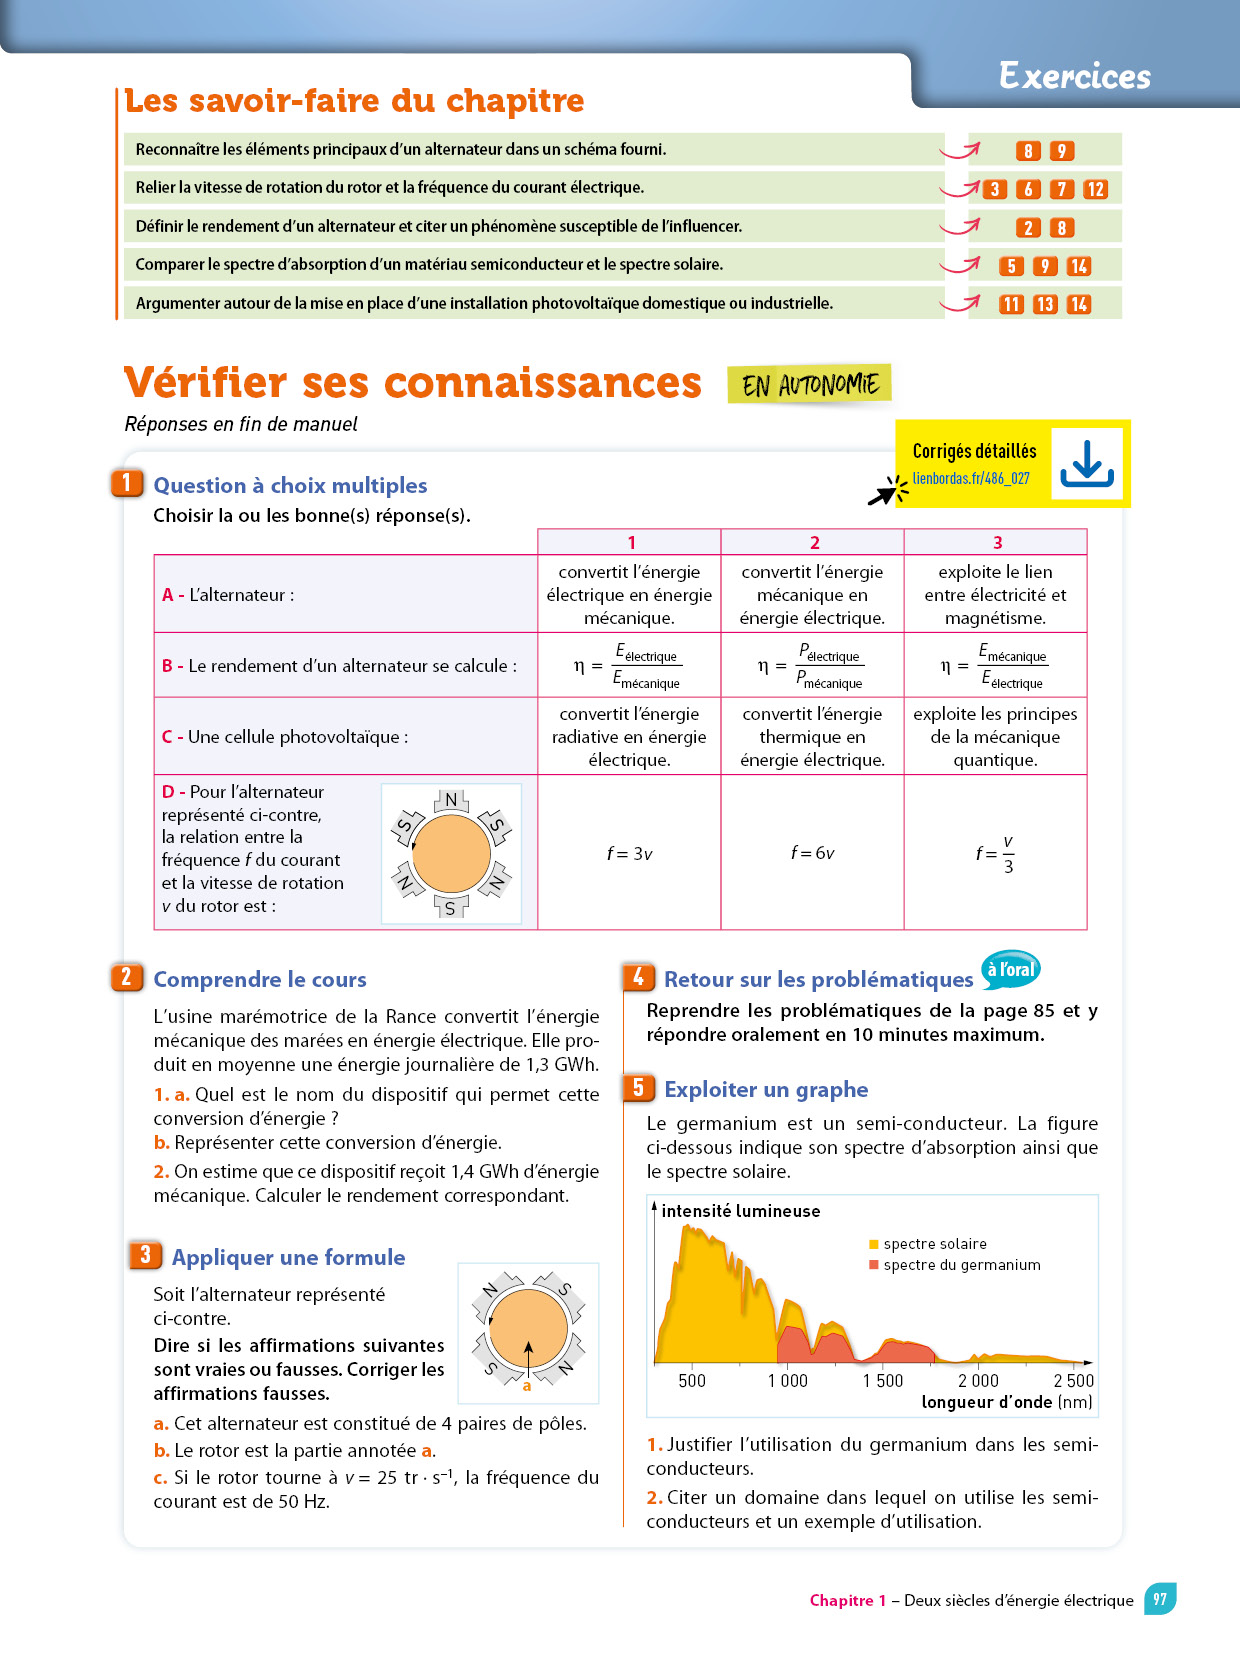 Exercices
Les savoir-faire du chapitre
Reconnaître les éléments principaux d'un alternateur dans un schéma fourni.
8 9
Relier la vitesse de rotation du rotor et la fréquence du courant électrique.
3 6 7 12
Définir le rendement d'un alternateur et citer un phénomène susceptible de l'influencer.
2 8
Comparer le spectre d'absorption d'un matériau semiconducteur et le spectre solaire.
5 9 14
Argumenter autour de la mise en place d'une installation photovoltaïque domestique ou industrielle.
11 13 14
Vérifier ses connaissances
EN AUTONOMIE
Réponses en fin de manuel
Corrigés détaillés
lienbordas.fr/486_027
1 Question à choix multiples
Choisir la ou les bonne(s) réponse(s).
1 2 3
A - L'alternateur :
convertit l'énergie
électrique en énergie
mécanique.
convertit l'énergie
mécanique en
énergie électrique.
exploite le lien
entre électricité et
magnétisme.
B - Le rendement d'un alternateur se calcule :
η = Eélectrique / Emécanique
η = Pélectrique / Pmécanique
η = Emécanique / Eélectrique
C - Une cellule photovoltaïque :
convertit l'énergie
radiative en énergie
électrique.
convertit l'énergie
thermique en
énergie électrique.
exploite les principes
de la mécanique
quantique.
D - Pour l'alternateur
représenté ci-contre,
la relation entre la
fréquence f du courant
et la vitesse de rotation
v du rotor est :
N
S
S
N
N
S
f = 3v
f = 6v
f = v/3
2 Comprendre le cours
L'usine marémotrice de la Rance convertit l'énergie
mécanique des marées en énergie électrique. Elle pro-
duit en moyenne une énergie journalière de 1,3 GWh.
1. a. Quel est le nom du dispositif qui permet cette
conversion d'énergie ?
b. Représenter cette conversion d'énergie.
2. On estime que ce dispositif reçoit 1,4 GWh d'énergie
mécanique. Calculer le rendement correspondant.
3 Appliquer une formule
Soit l'alternateur représenté
ci-contre.
Dire si les affirmations suivantes
sont vraies ou fausses. Corriger les
affirmations fausses.
N
S
S
N
a
a. Cet alternateur est constitué de 4 paires de pôles.
b. Le rotor est la partie annotée a.
c. Si le rotor tourne à v = 25 tr · s⁻¹, la fréquence du
courant est de 50 Hz.
4 Retour sur les problématiques
à l'oral
Reprendre les problématiques de la page 85 et y
répondre oralement en 10 minutes maximum.
5 Exploiter un graphe
Le germanium est un semi-conducteur. La figure
ci-dessous indique son spectre d'absorption ainsi que
le spectre solaire.
intensité lumineuse
spectre solaire
spectre du germanium
500 1 000 1 500 2 000 2 500
longueur d'onde (nm)
1. Justifier l'utilisation du germanium dans les semi-
conducteurs.
2. Citer un domaine dans lequel on utilise les semi-
conducteurs et un exemple d'utilisation.
Chapitre 1 – Deux siècles d'énergie électrique 97